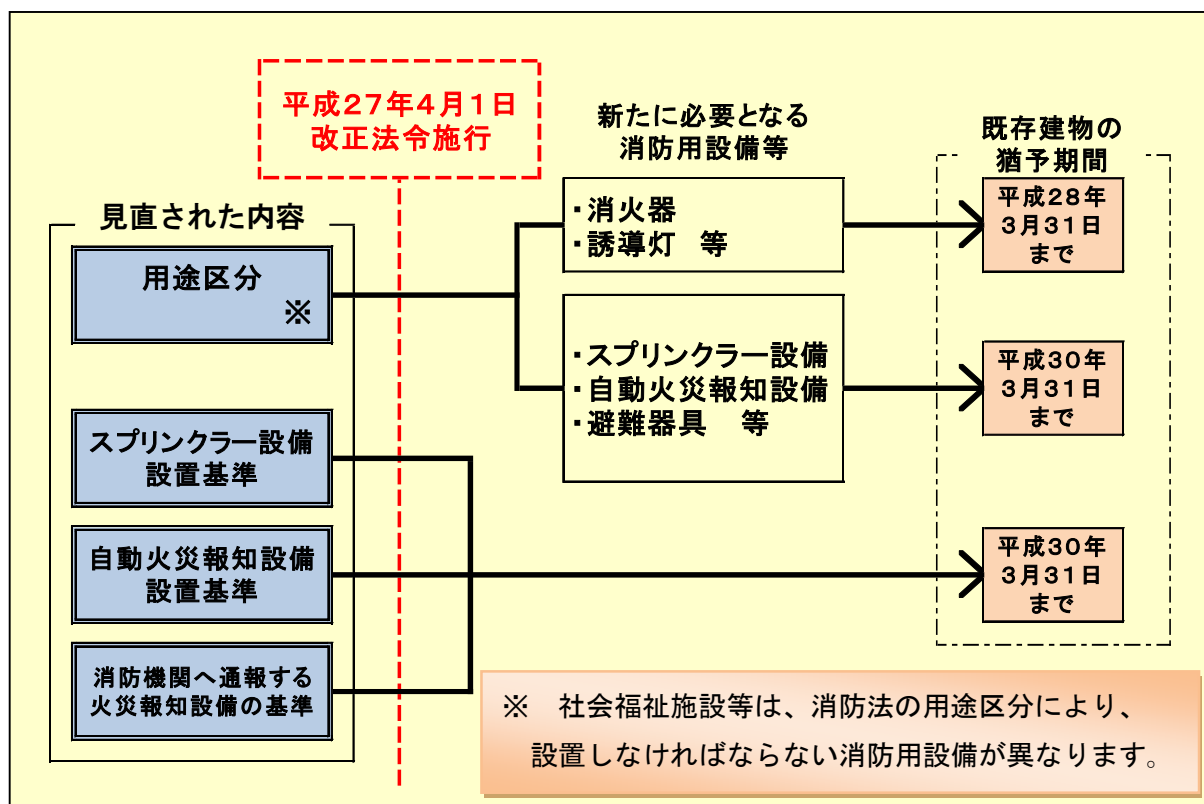 平成27年4月1日
改正法令施行
新たに必要となる
消防用設備等
既存建物の
猶予期間
見直された内容
用途区分
※
・消火器
・誘導灯 等
平成28年
3月31日
まで
・スプリンクラー設備
・自動火災報知設備
・避難器具 等
平成30年
3月31日
まで
スプリンクラー設備
設置基準
自動火災報知設備
設置基準
平成30年
3月31日
まで
消防機関へ通報する
火災報知設備の基準
※ 社会福祉施設等は、消防法の用途区分により、
設置しなければならない消防用設備が異なります。